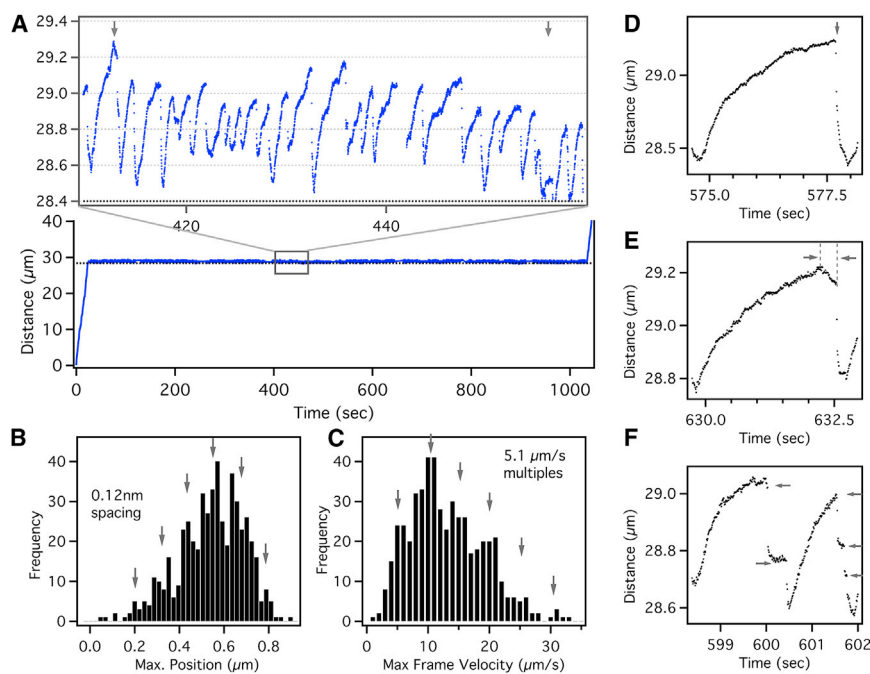 A
29.4
29.2
29.0
28.8
28.6
28.4
420
440
40
30
20
10
0
Distance (µm)
0
200
400
600
800
1000
Time (sec)
B
40
30
20
10
0
Frequency
0.12nm
spacing
0.0
0.2
0.4
0.6
0.8
Max. Position (µm)
C
40
30
20
10
0
Frequency
5.1 µm/s
multiples
0
10
20
30
Max Frame Velocity (µm/s)
D
29.0
28.5
Distance (µm)
575.0
577.5
Time (sec)
E
29.2
29.0
28.8
Distance (µm)
630.0
632.5
Time (sec)
F
29.0
28.8
28.6
Distance (µm)
599
600
601
602
Time (sec)